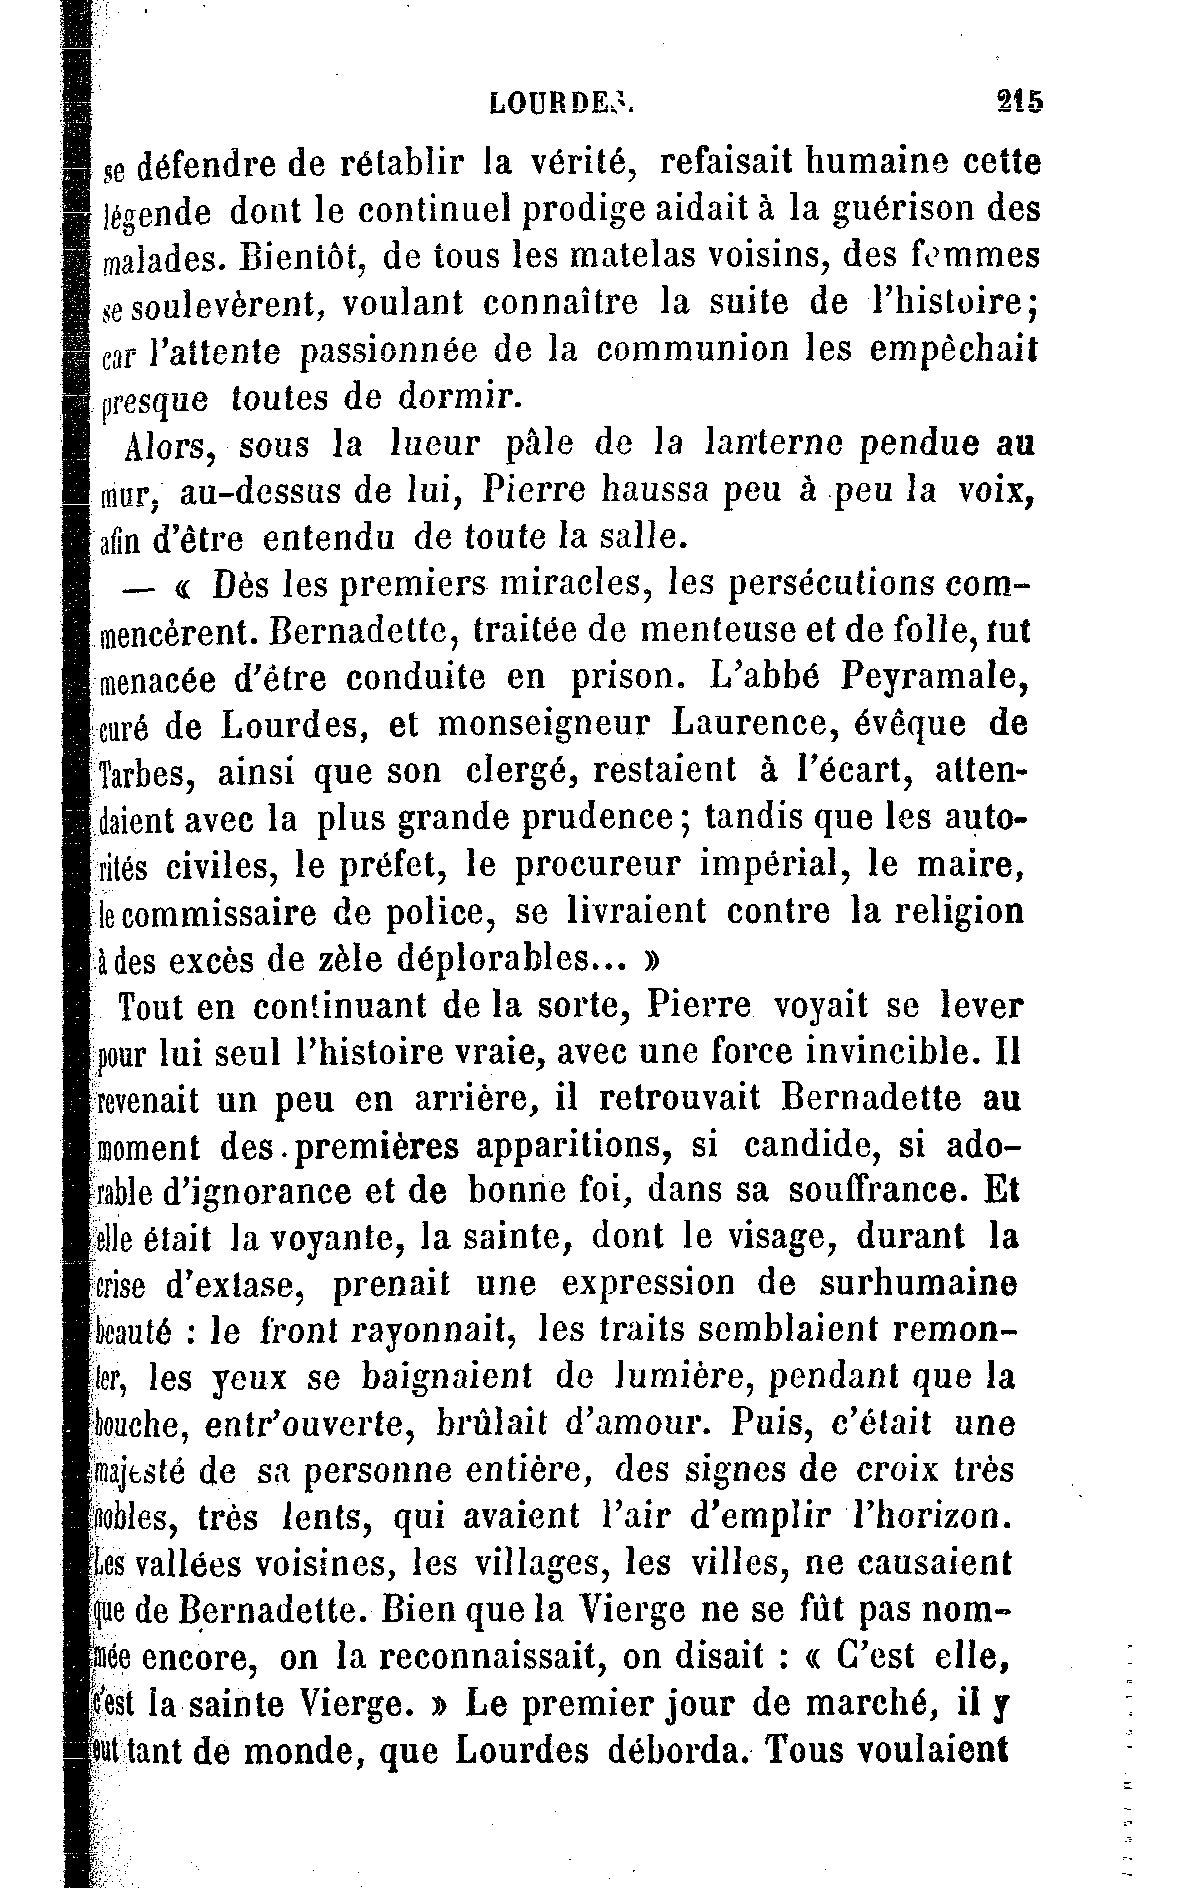 LOURDES. 215
se défendre de rétablir la vérité, refaisait humaine cette
légende dont le continuel prodige aidait à la guérison des
malades. Bientôt, de tous les matelas voisins, des femmes
se soulevèrent, voulant connaître la suite de l'histoire;
car l'attente passionnée de la communion les empêchait
presque toutes de dormir.
Alors, sous la lueur pâle de la lanterne pendue au
mur, au-dessus de lui, Pierre haussa peu à peu la voix,
afin d'être entendu de toute la salle.
— « Dès les premiers miracles, les persécutions com-
mencèrent. Bernadette, traitée de menteuse et de folle, fut
menacée d'être conduite en prison. L'abbé Peyramale,
curé de Lourdes, et monseigneur Laurence, évêque de
Tarbes, ainsi que son clergé, restaient à l'écart, atten-
daient avec la plus grande prudence; tandis que les auto-
rités civiles, le préfet, le procureur impérial, le maire,
le commissaire de police, se livraient contre la religion
à des excès de zèle déplorables... »
Tout en continuant de la sorte, Pierre voyait se lever
pour lui seul l'histoire vraie, avec une force invincible. Il
revenait un peu en arrière, il retrouvait Bernadette au
moment des premières apparitions, si candide, si ado-
rable d'ignorance et de bonne foi, dans sa souffrance. Et
elle était la voyante, la sainte, dont le visage, durant la
crise d'extase, prenait une expression de surhumaine
beauté : le front rayonnait, les traits semblaient remon-
ter, les yeux se baignaient de lumière, pendant que la
bouche, entr'ouverte, brûlait d'amour. Puis, c'était une
majesté de sa personne entière, des signes de croix très
nobles, très lents, qui avaient l'air d'emplir l'horizon.
Les vallées voisines, les villages, les villes, ne causaient
que de Bernadette. Bien que la Vierge ne se fût pas nom-
mée encore, on la reconnaissait, on disait : « C'est elle,
c'est la sainte Vierge. » Le premier jour de marché, il y
eut tant de monde, que Lourdes déborda. Tous voulaient